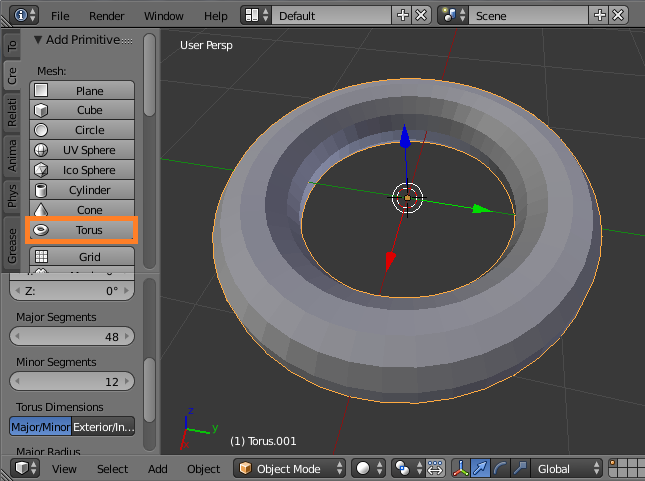 File Render Window Help Default Scene
To
Cre
Relati
Anima
Phys
Grease
Add Primitive
Mesh:
Plane
Cube
Circle
UV Sphere
Ico Sphere
Cylinder
Cone
Torus
Grid
Z: 0°
Major Segments
48
Minor Segments
12
Torus Dimensions
Major/Minor Exterior/In...
Major Radius
User Persp
z
y
(1) Torus.001
View Select Add Object Object Mode Global